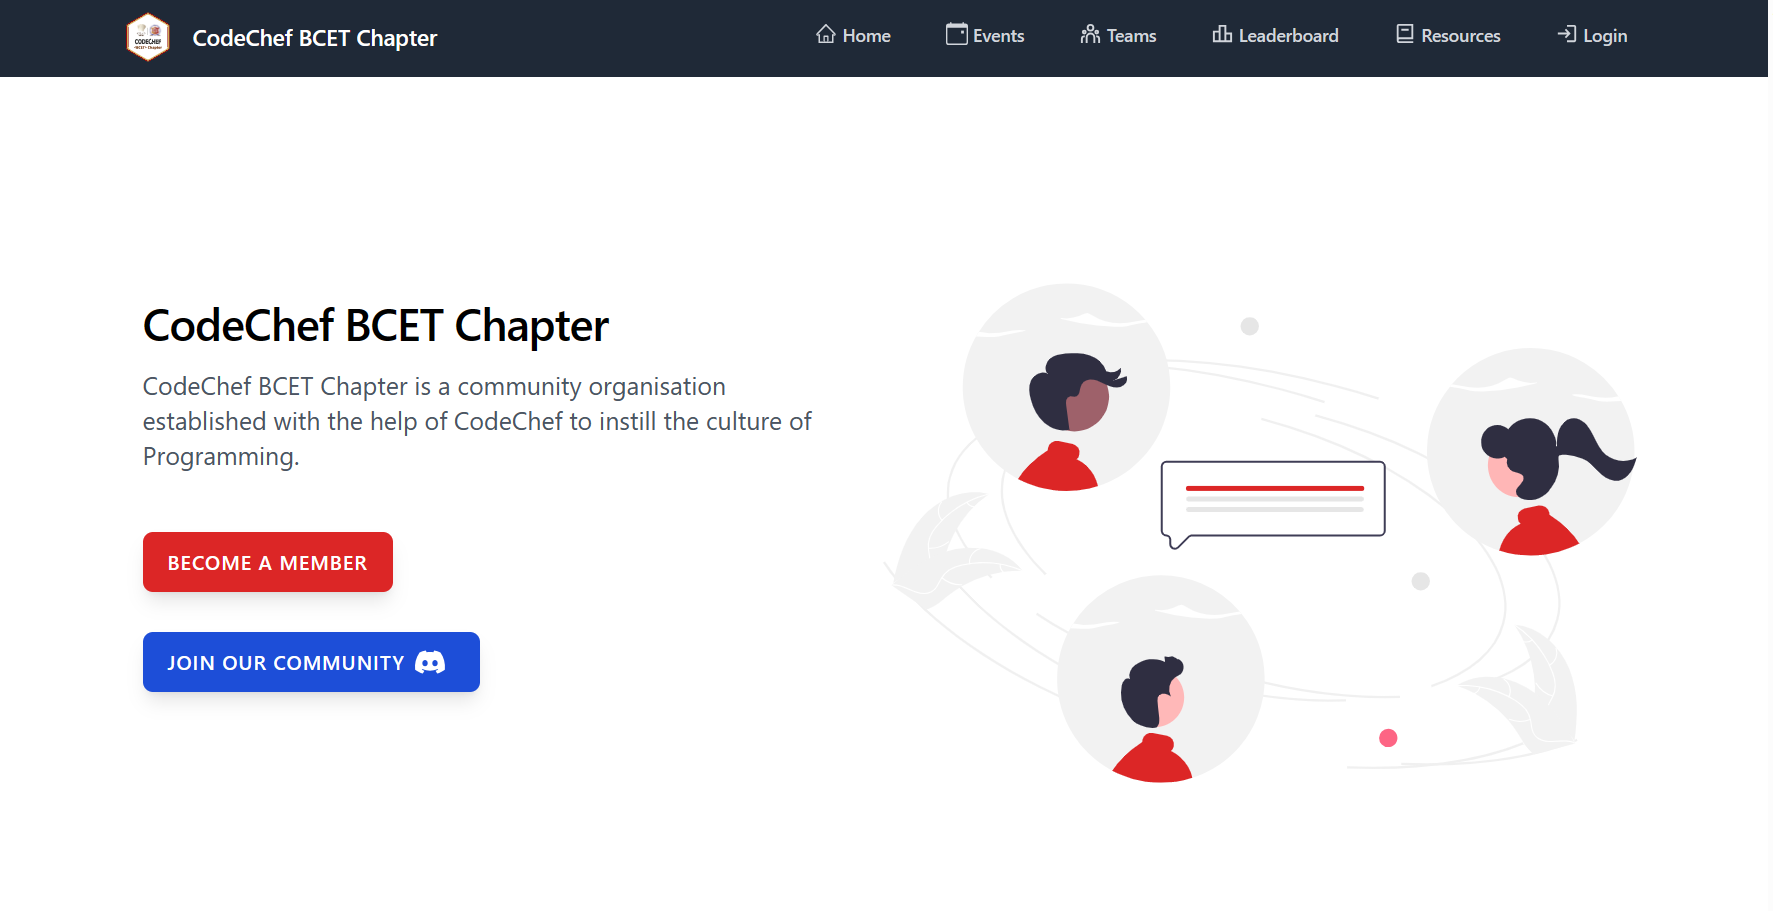 CODECHEF
CodeChef BCET Chapter
Home
Events
Teams
Leaderboard
Resources
Login
CodeChef BCET Chapter
CodeChef BCET Chapter is a community organisation
established with the help of CodeChef to instill the culture of
Programming.
BECOME A MEMBER
JOIN OUR COMMUNITY